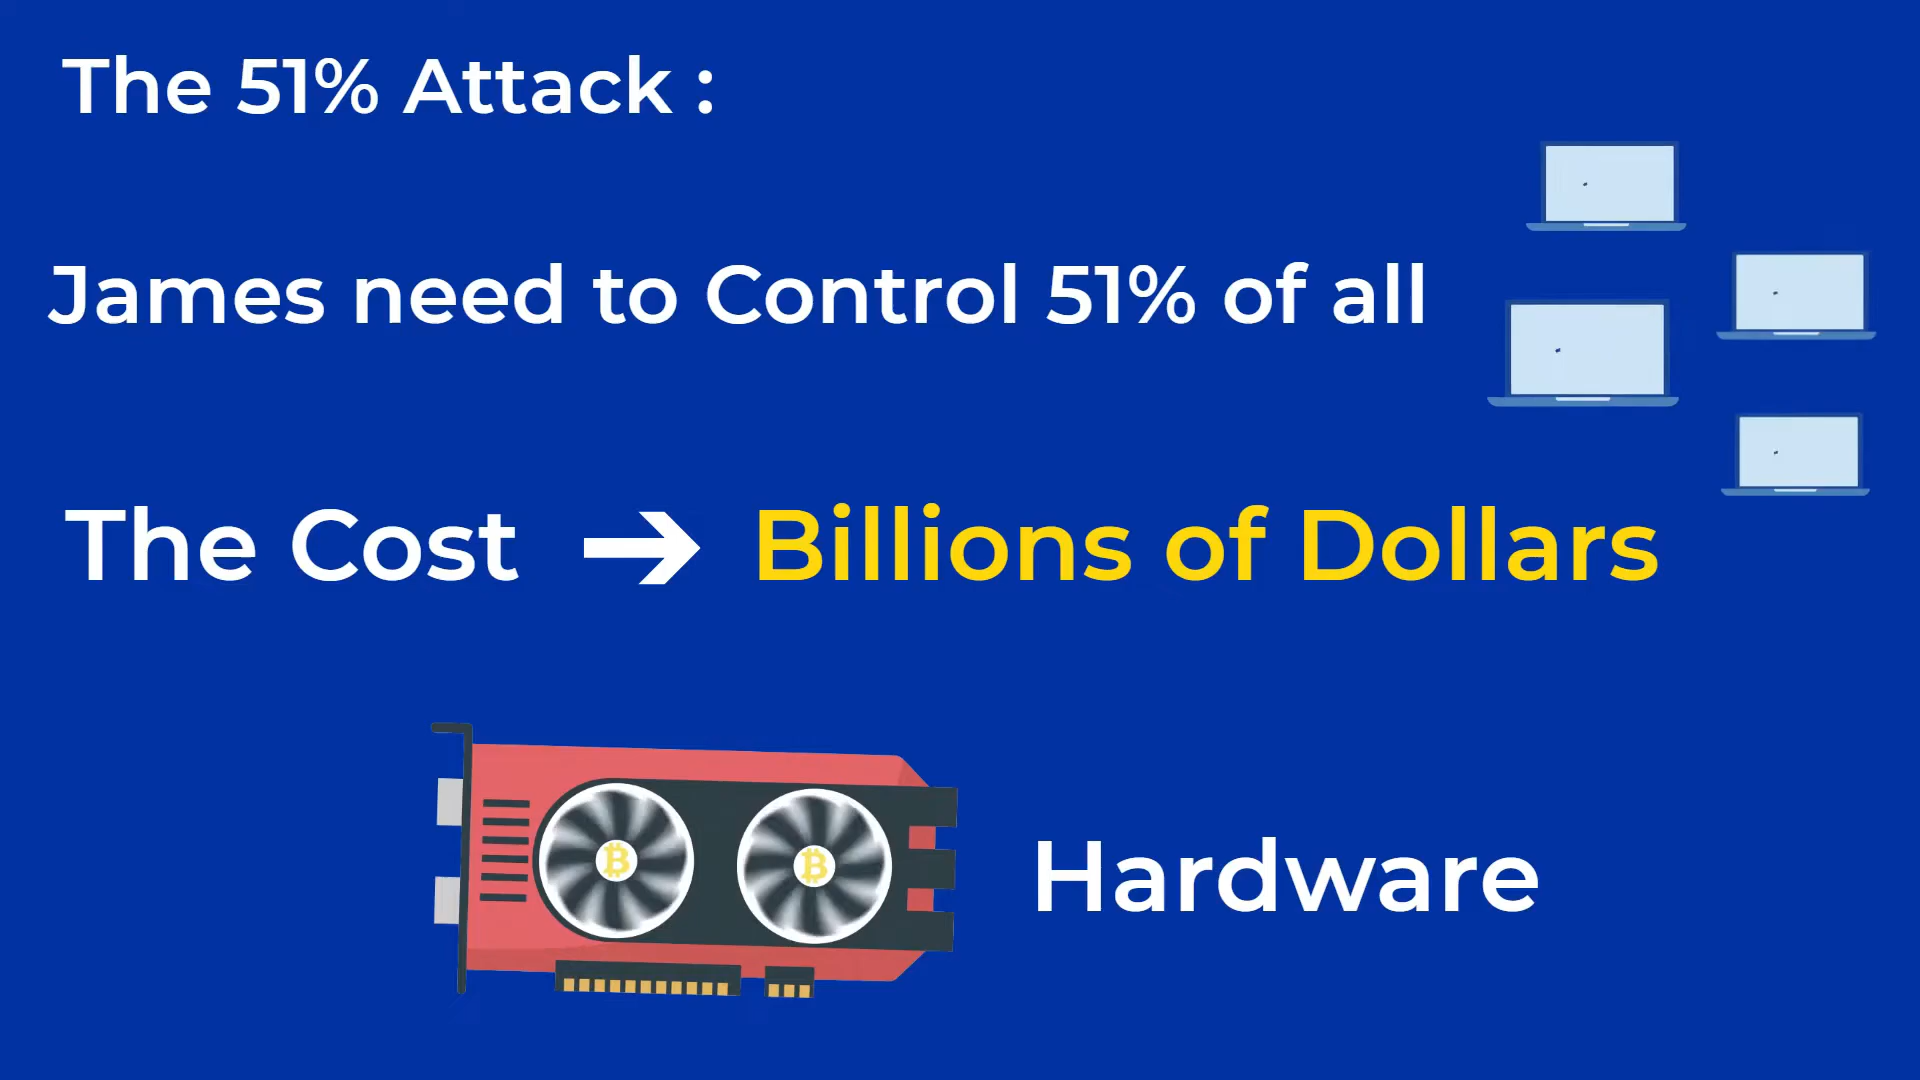 The 51% Attack :
James need to Control 51% of all
The Cost ➔ Billions of Dollars
Hardware